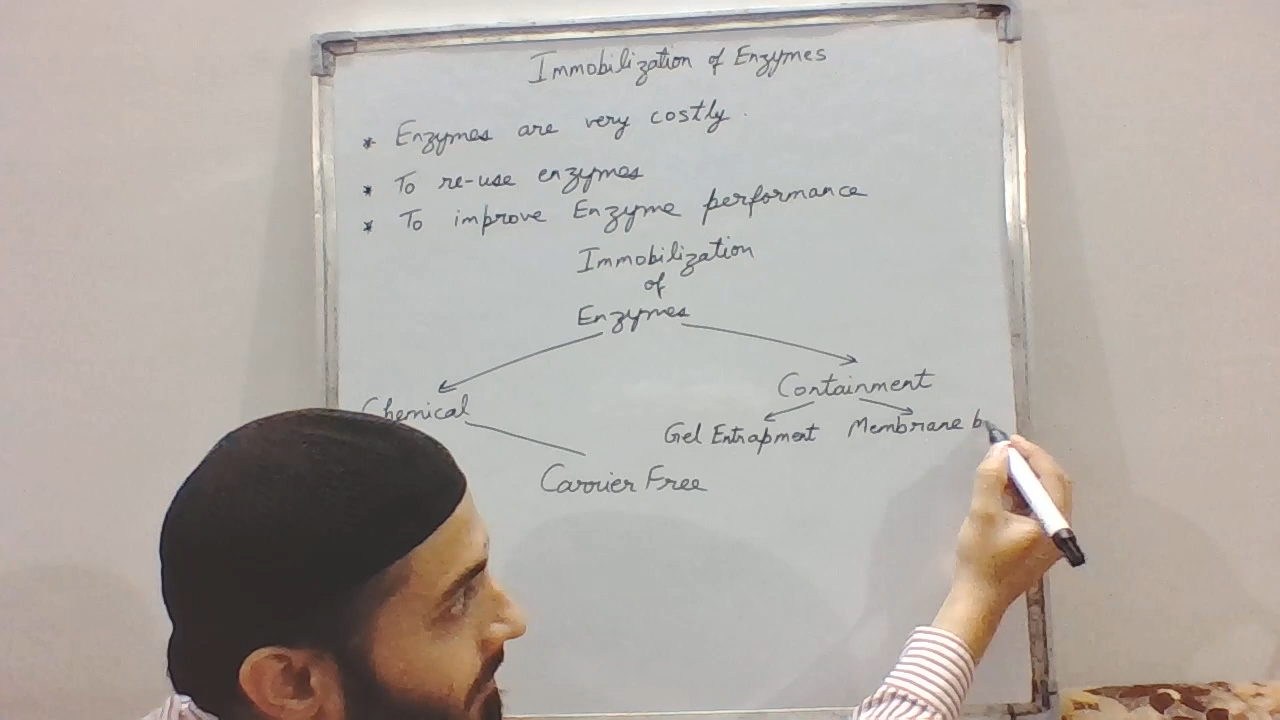 Immobilization of Enzymes
* Enzymes are very costly.
* To re-use enzymes
* To improve Enzyme performance
Immobilization
of
Enzymes
Chemical
Containment
Gel Entrapment Membrane b
Carrier Free